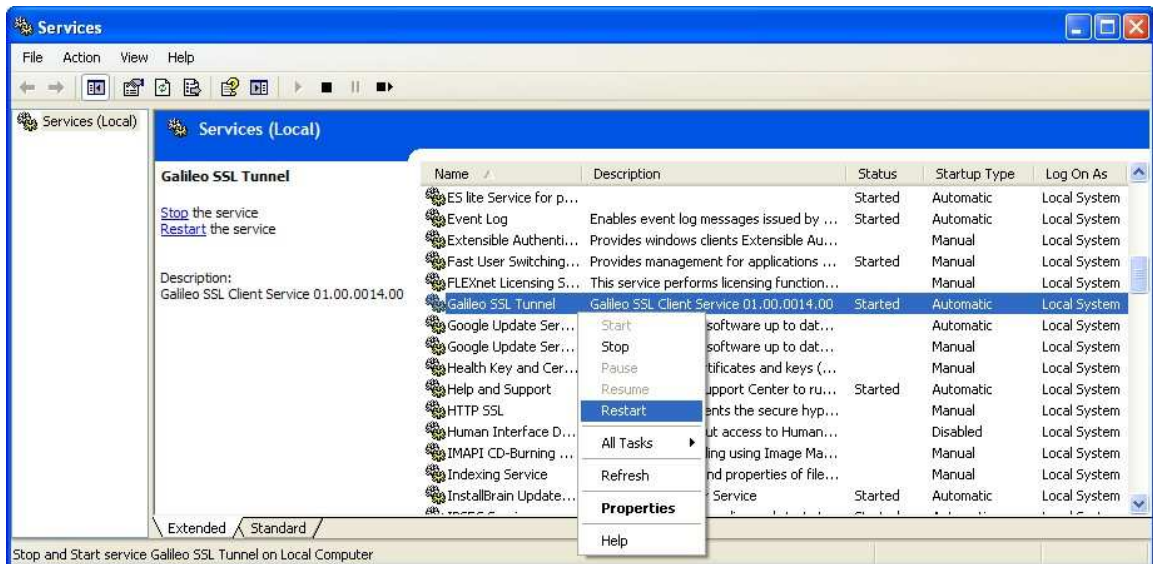 Services
File Action View Help
Services (Local)
Services (Local)
Galileo SSL Tunnel
Stop the service
Restart the service
Description:
Galileo SSL Client Service 01.00.0014.00
Name Description Status Startup Type Log On As
ES lite Service for p... Started Automatic Local System
Event Log Enables event log messages issued by ... Started Automatic Local System
Extensible Authenti... Provides windows clients Extensible Au... Manual Local System
Fast User Switching... Provides management for applications ... Started Manual Local System
FLEXnet Licensing S... This service performs licensing function... Manual Local System
Galileo SSL Tunnel Galileo SSL Client Service 01.00.0014.00 Started Automatic Local System
Google Update Ser... software up to dat... Automatic Local System
Google Update Ser... software up to dat... Manual Local System
Health Key and Cer... tificates and keys (... Manual Local System
Help and Support upport Center to ru... Started Automatic Local System
HTTP SSL ents the secure hyp... Manual Local System
Human Interface D... ut access to Human... Disabled Local System
IMAPI CD-Burning ... ling using Image Ma... Manual Local System
Indexing Service nd properties of file... Manual Local System
InstallBrain Update... Service Started Automatic Local System
Start
Stop
Pause
Resume
Restart
All Tasks
Refresh
Properties
Help
Extended Standard
Stop and Start service Galileo SSL Tunnel on Local Computer